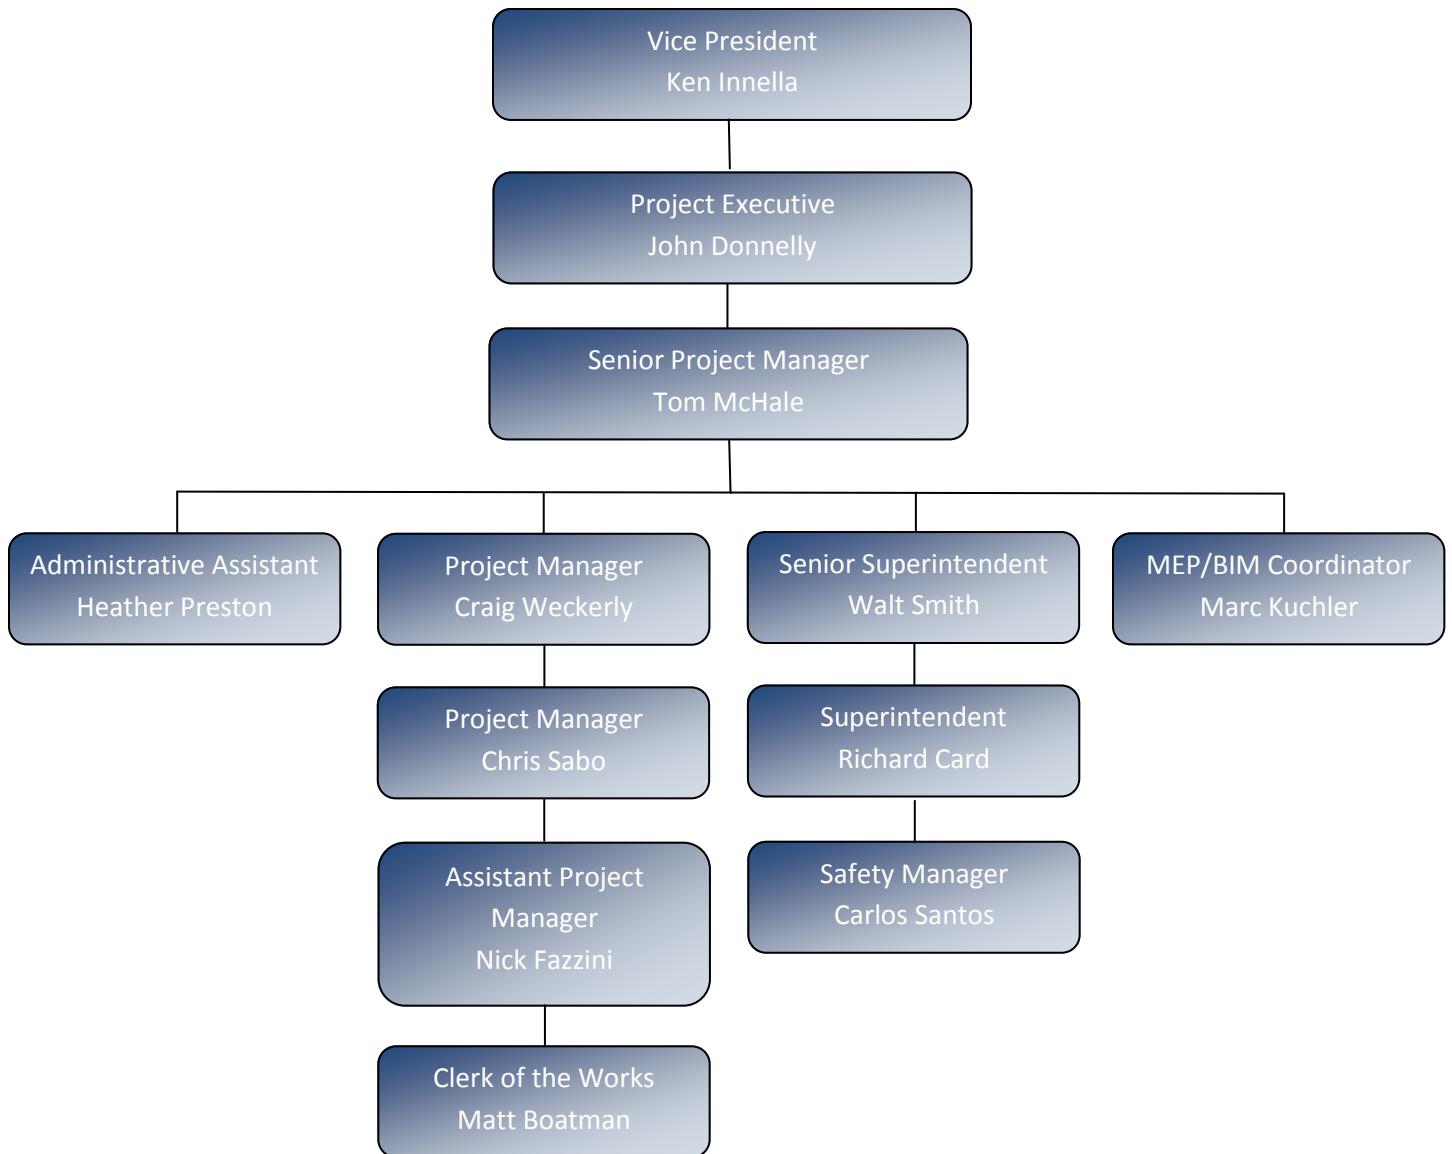 Vice President
Ken Innella
Project Executive
John Donnelly
Senior Project Manager
Tom McHale
Administrative Assistant
Heather Preston
Project Manager
Craig Weckerly
Senior Superintendent
Walt Smith
MEP/BIM Coordinator
Marc Kuchler
Project Manager
Chris Sabo
Superintendent
Richard Card
Assistant Project
Manager
Nick Fazzini
Safety Manager
Carlos Santos
Clerk of the Works
Matt Boatman